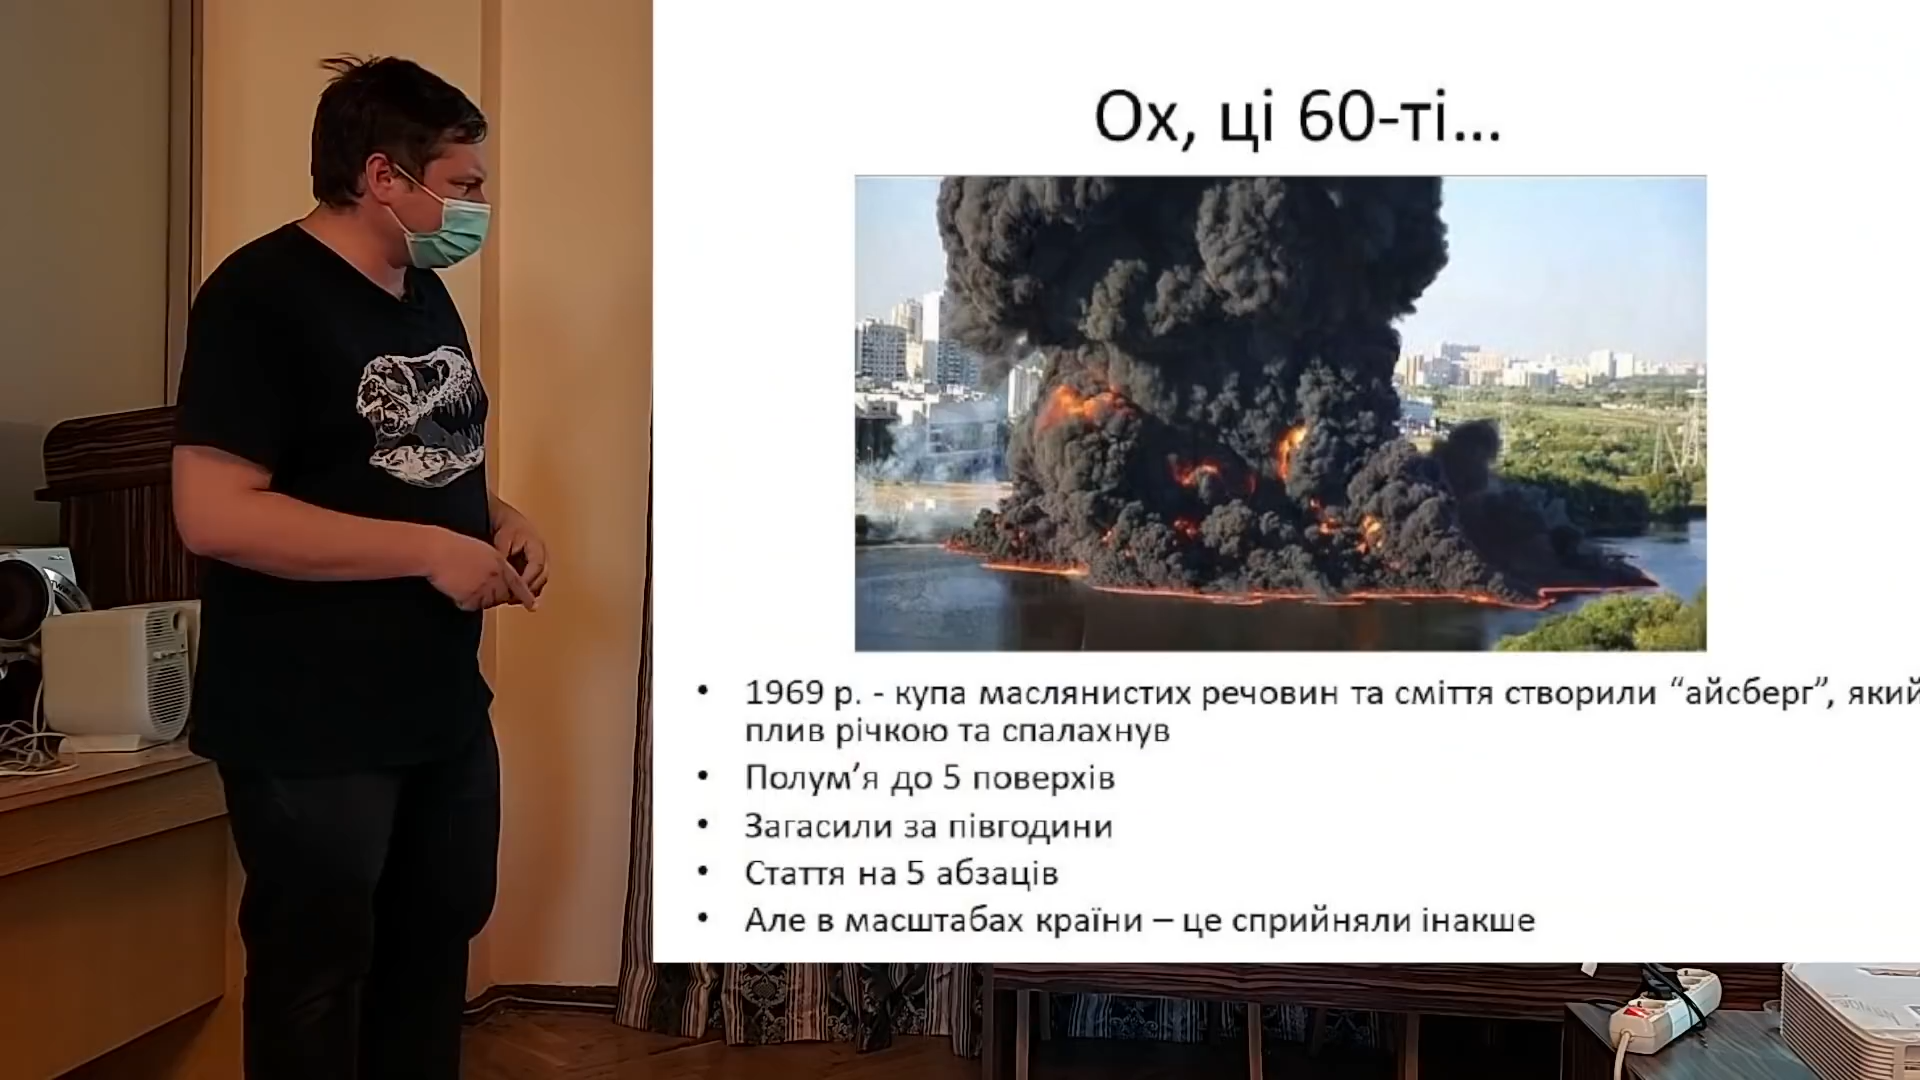 Ох, ці 60-ті...
• 1969 р. - купа маслянистих речовин та сміття створили “айсберг”, який
плив річкою та спалахнув
• Полум’я до 5 поверхів
• Загасили за півгодини
• Стаття на 5 абзаців
• Але в масштабах країни – це сприйняли інакше